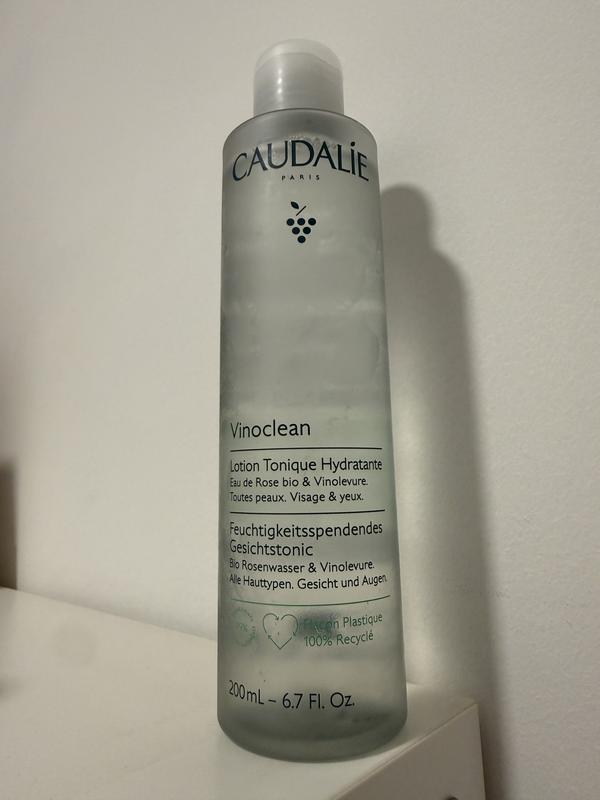 CAUDALIE
PARIS
Vinoclean
Lotion Tonique Hydratante
Eau de Rose bio & Vinolevure.
Toutes peaux. Visage & yeux.
Feuchtigkeitsspendendes
Gesichtstonic
Bio Rosenwasser & Vinolevure.
Alle Hauttypen. Gesicht und Augen.
Flacon Plastique
100% Recyclé
200mL – 6.7 Fl. Oz.